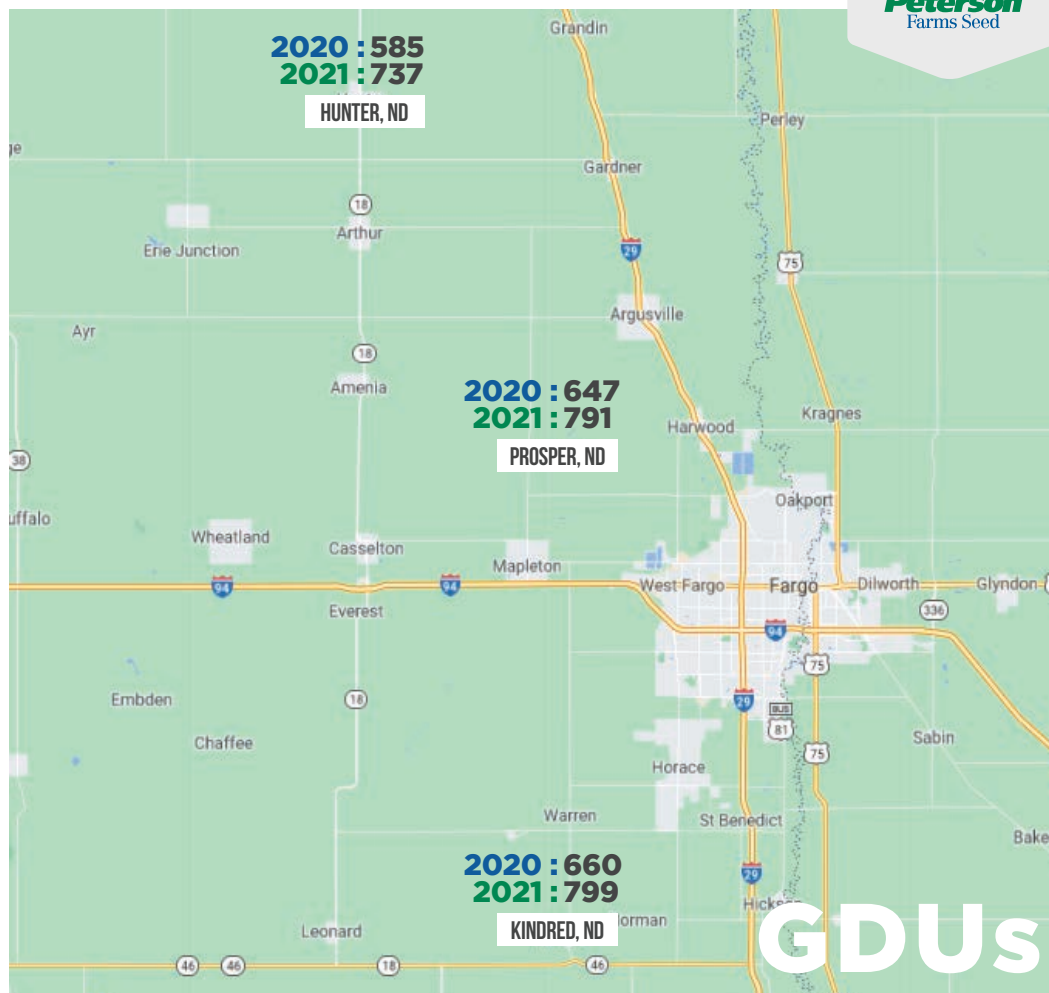 Peterson
Farms Seed
Grandin
2020 : 585
2021 : 737
HUNTER, ND
Perley
Gardner
18
Arthur
Erie Junction
29
75
Argusville
Ayr
18
Amenia
2020 : 647
2021 : 791
PROSPER, ND
Kragnes
Harwood
38
Oakport
Wheatland
Casselton
Mapleton
94
94
West Fargo
Fargo
Dilworth
Glyndon
336
Everest
94
75
Embden
18
29
BUS
81
Chaffee
Sabin
75
Horace
Warren
St Benedict
2020 : 660
2021 : 799
KINDRED, ND
29
Leonard
46
46
18
46
GDUs